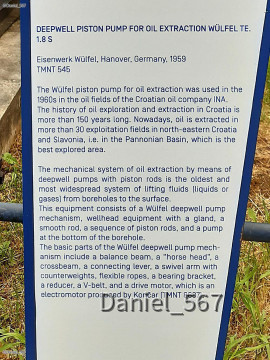 DEEPWELL PISTON PUMP FOR OIL EXTRACTION WÜLFEL TE.
1.8 S
Eisenwerk Wülfel, Hanover, Germany, 1959
TMNT 545
The Wülfel piston pump for oil extraction was used in the
1960s in the oil fields of the Croatian oil company INA.
The history of oil exploration and extraction in Croatia is
more than 150 years long. Nowadays, oil is extracted in
more than 30 exploitation fields in north-eastern Croatia
and Slavonia, i.e. in the Pannonian Basin, which is the
best explored area.
The mechanical system of oil extraction by means of
deepwell pumps with piston rods is the oldest and
most widespread system of lifting fluids (liquids or
gases) from boreholes to the surface.
This equipment consists of a Wülfel deepwell pump
mechanism, wellhead equipment with a gland, a
smooth rod, a sequence of piston rods, and a pump
at the bottom of the borehole.
The basic parts of the Wülfel deepwell pump mech-
anism include a balance beam, a "horse head", a
crossbeam, a connecting lever, a swivel arm with
counterweights, flexible ropes, a bearing bracket,
a reducer, a V-belt, and a drive motor, which is an
electromotor produced by Končar (TMNT
Daniel_567